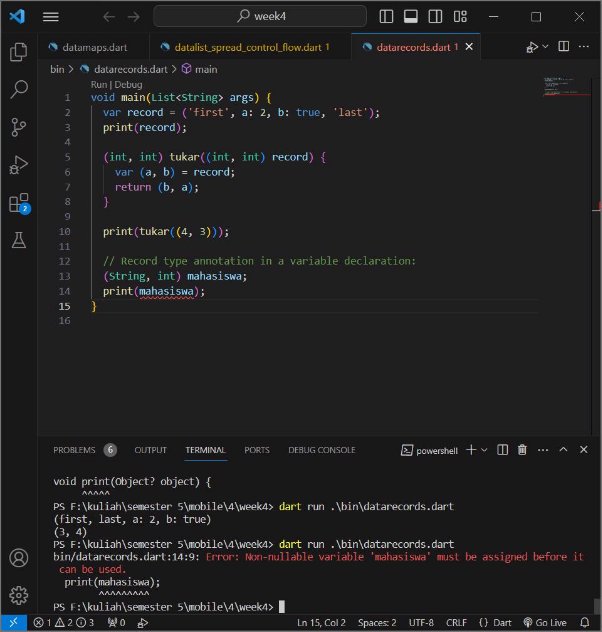 week4
datamaps.dart
datalist_spread_control_flow.dart 1
datarecords.dart 1
bin > datarecords.dart > main
Run | Debug
1 void main(List<String> args) {
2 var record = ('first', a: 2, b: true, 'last');
3 print(record);
4
5 (int, int) tukar((int, int) record) {
6 var (a, b) = record;
7 return (b, a);
8 }
9
10 print(tukar((4, 3)));
11
12 // Record type annotation in a variable declaration:
13 (String, int) mahasiswa;
14 print(mahasiswa);
15 }
16
2
PROBLEMS 6 OUTPUT TERMINAL PORTS DEBUG CONSOLE powershell
void print(Object? object) {
^^^^^
PS F:\kuliah\semester 5\mobile\4\week4> dart run .\bin\datarecords.dart
(first, last, a: 2, b: true)
(3, 4)
PS F:\kuliah\semester 5\mobile\4\week4> dart run .\bin\datarecords.dart
bin/datarecords.dart:14:9: Error: Non-nullable variable 'mahasiswa' must be assigned before it
can be used.
print(mahasiswa);
^^^^^^^^^
PS F:\kuliah\semester 5\mobile\4\week4>
1 2 3 0 Ln 15, Col 2 Spaces: 2 UTF-8 CRLF {} Dart Go Live